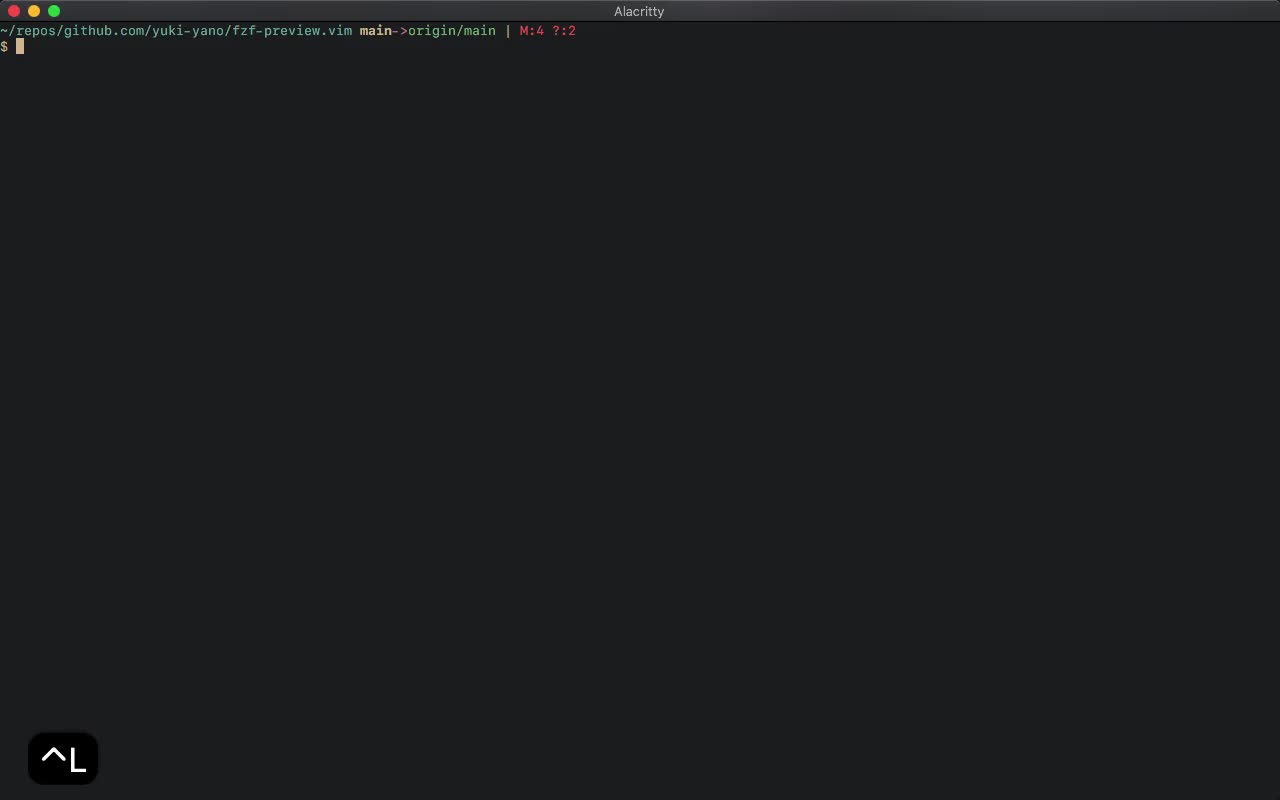 Alacritty
~/repos/github.com/yuki-yano/fzf-preview.vim main->origin/main | M:4 ?:2
$
^L